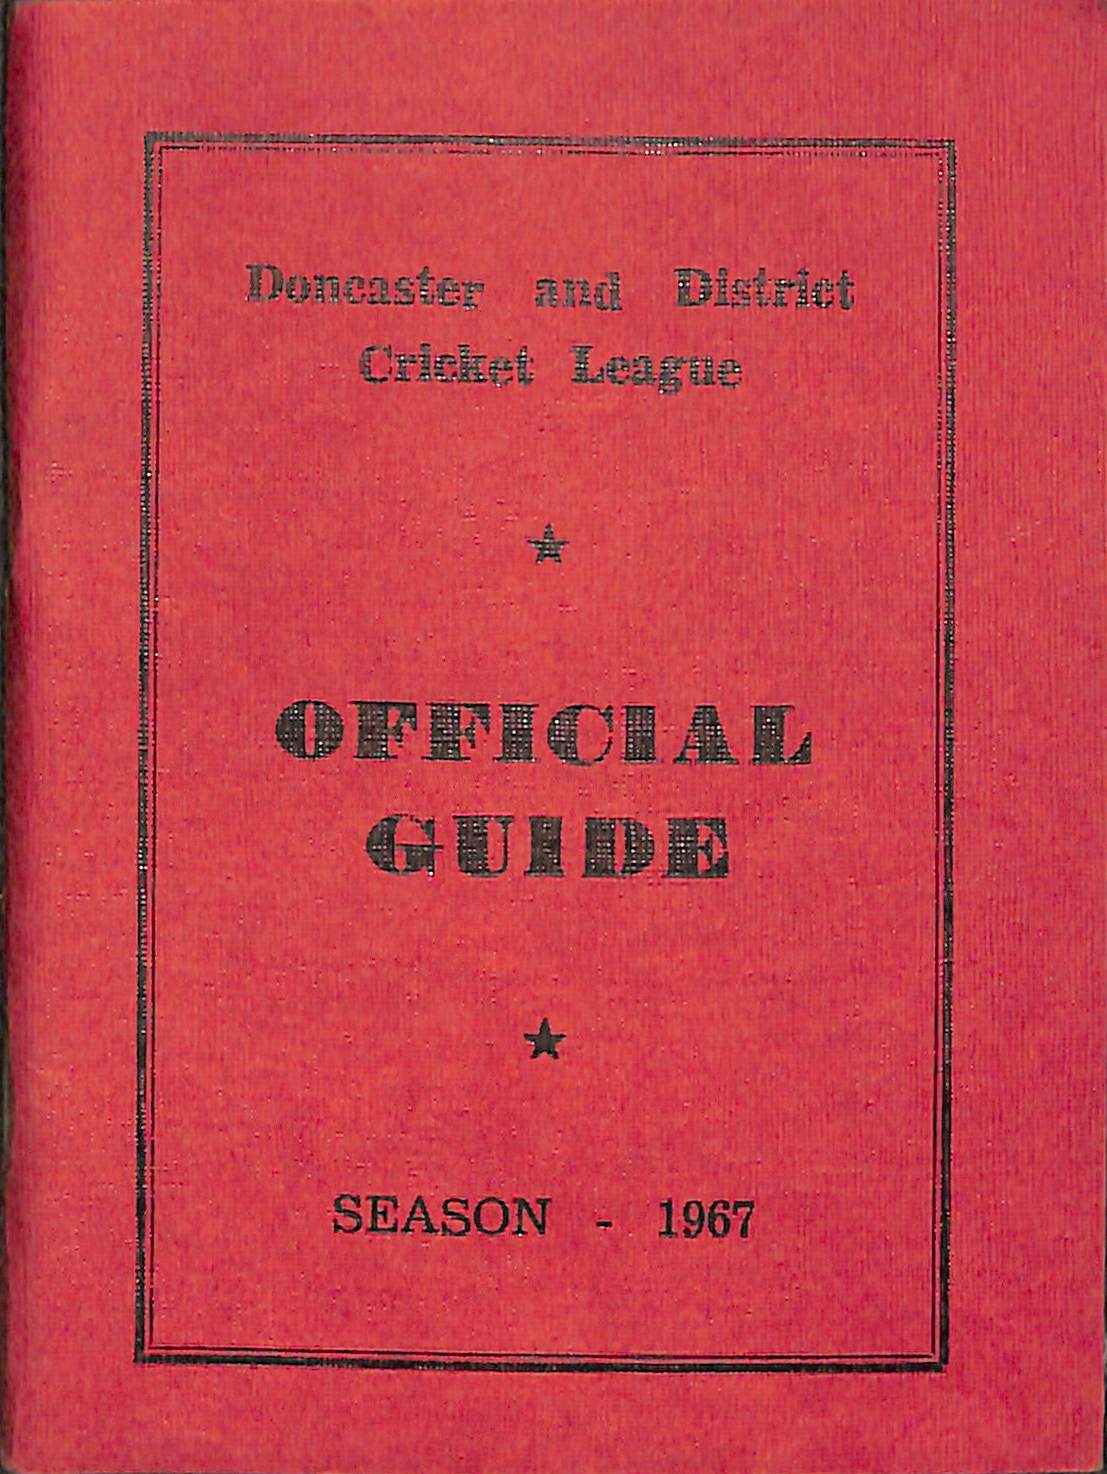 Doncaster and District
Cricket League
★
OFFICIAL
GUIDE
★
SEASON - 1967